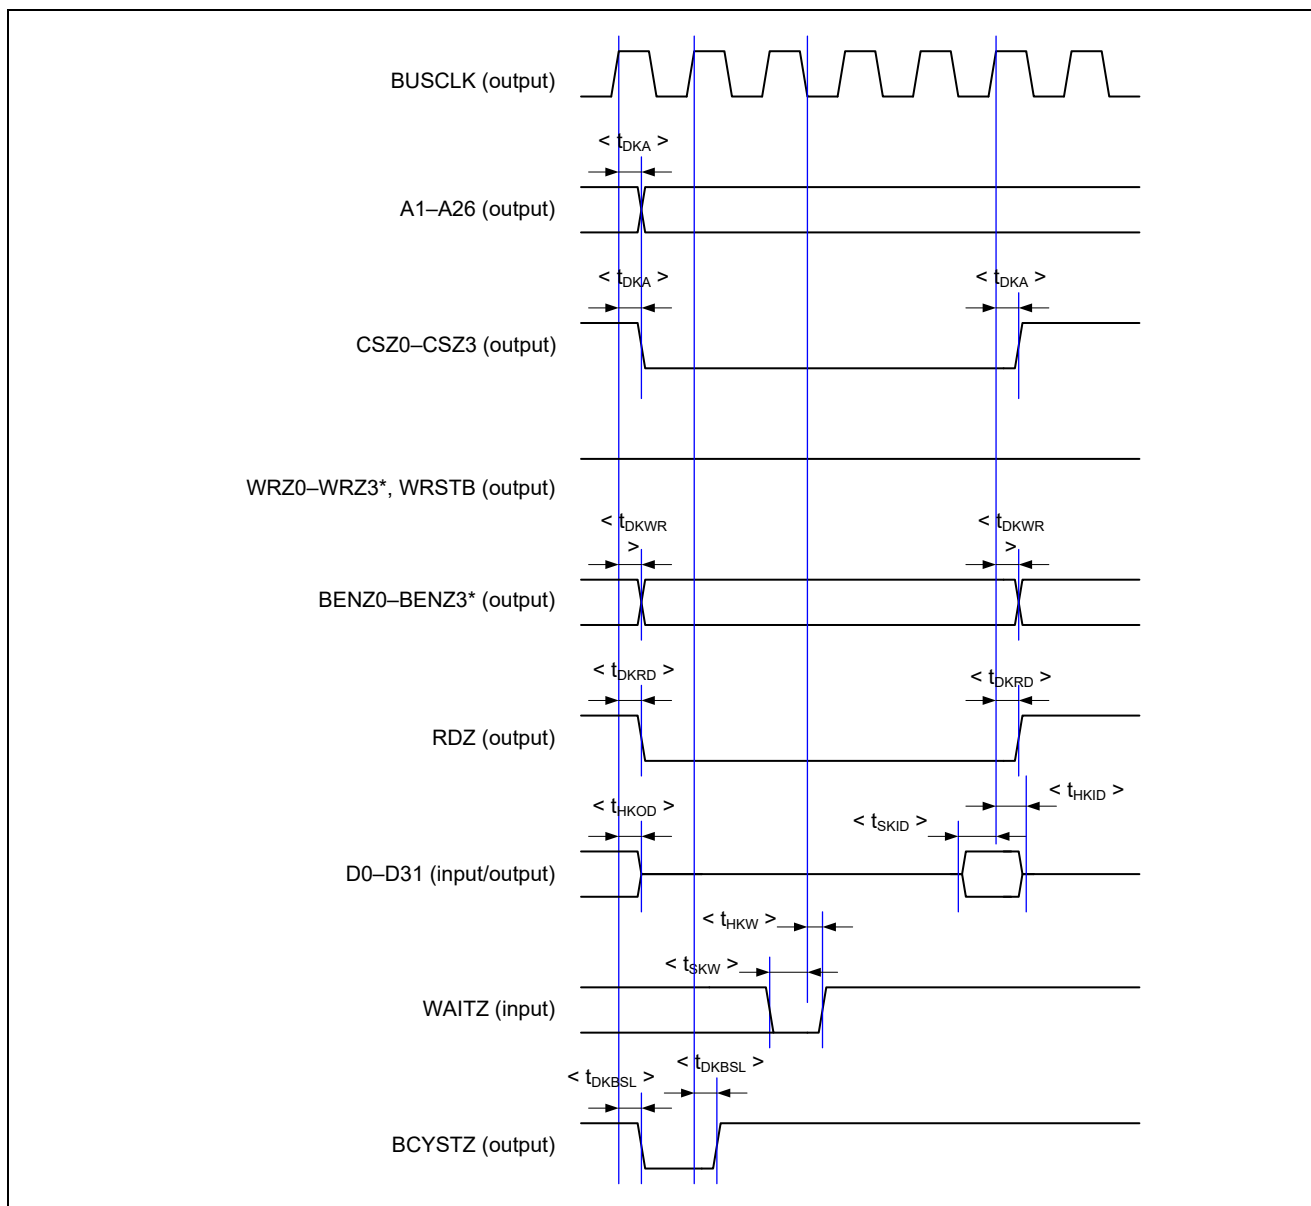 BUSCLK (output)
< tDKA >
A1–A26 (output)
< tDKA >
< tDKA >
CSZ0–CSZ3 (output)
WRZ0–WRZ3*, WRSTB (output)
< tDKWR
>
< tDKWR
>
BENZ0–BENZ3* (output)
< tDKRD >
< tDKRD >
RDZ (output)
< tHKID >
< tHKOD >
< tSKID >
D0–D31 (input/output)
< tHKW >
< tSKW >
WAITZ (input)
< tDKBSL >
< tDKBSL >
BCYSTZ (output)